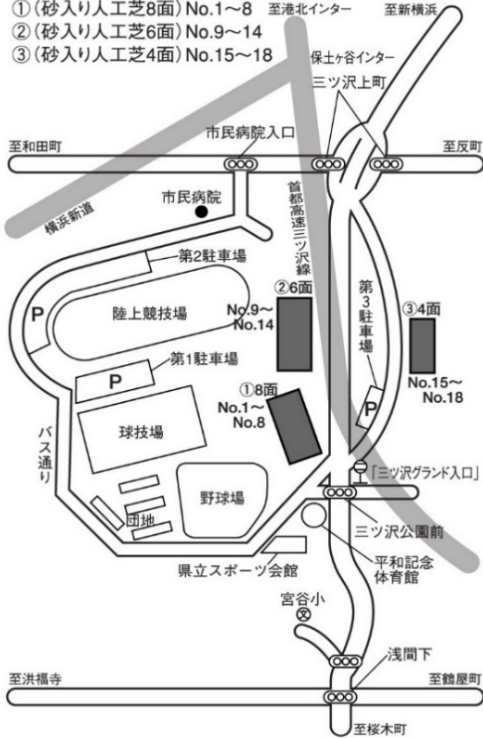 ①(砂入り人工芝8面) No.1〜8
②(砂入り人工芝6面) No.9〜14
③(砂入り人工芝4面) No.15〜18
至港北インター
至新横浜
保土ヶ谷インター
三ツ沢上町
市民病院入口
至和田町
至反町
市民病院
横浜新道
首都高速三ツ沢線
第2駐車場
P
陸上競技場
②6面
No.9〜
No.14
第3駐車場
③4面
No.15〜
No.18
第1駐車場
P
①8面
No.1〜
No.8
P
球技場
バス通り
野球場
団地
「三ツ沢グランド入口」
三ツ沢公園前
平和記念
体育館
県立スポーツ会館
宮谷小
文
浅間下
至洪福寺
至鶴屋町
至桜木町